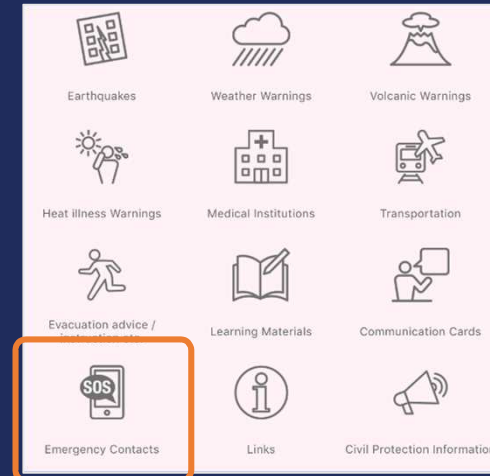 Earthquakes
Weather Warnings
Volcanic Warnings
Heat illness Warnings
Medical Institutions
Transportation
Evacuation advice /
Learning Materials
Communication Cards
SOS
Emergency Contacts
Links
Civil Protection Information